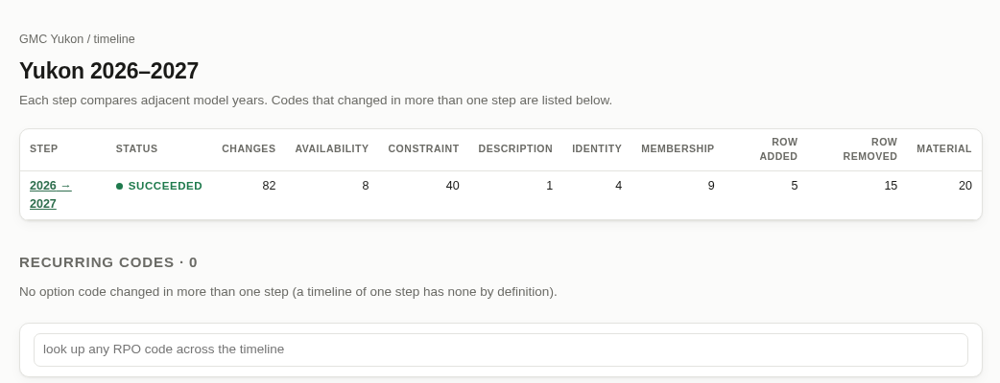 GMC Yukon / timeline
Yukon 2026–2027
Each step compares adjacent model years. Codes that changed in more than one step are listed below.
STEP STATUS CHANGES AVAILABILITY CONSTRAINT DESCRIPTION IDENTITY MEMBERSHIP ROW ADDED ROW REMOVED MATERIAL
2026 → 2027 SUCCEEDED 82 8 40 1 4 9 5 15 20
RECURRING CODES · 0
No option code changed in more than one step (a timeline of one step has none by definition).
look up any RPO code across the timeline